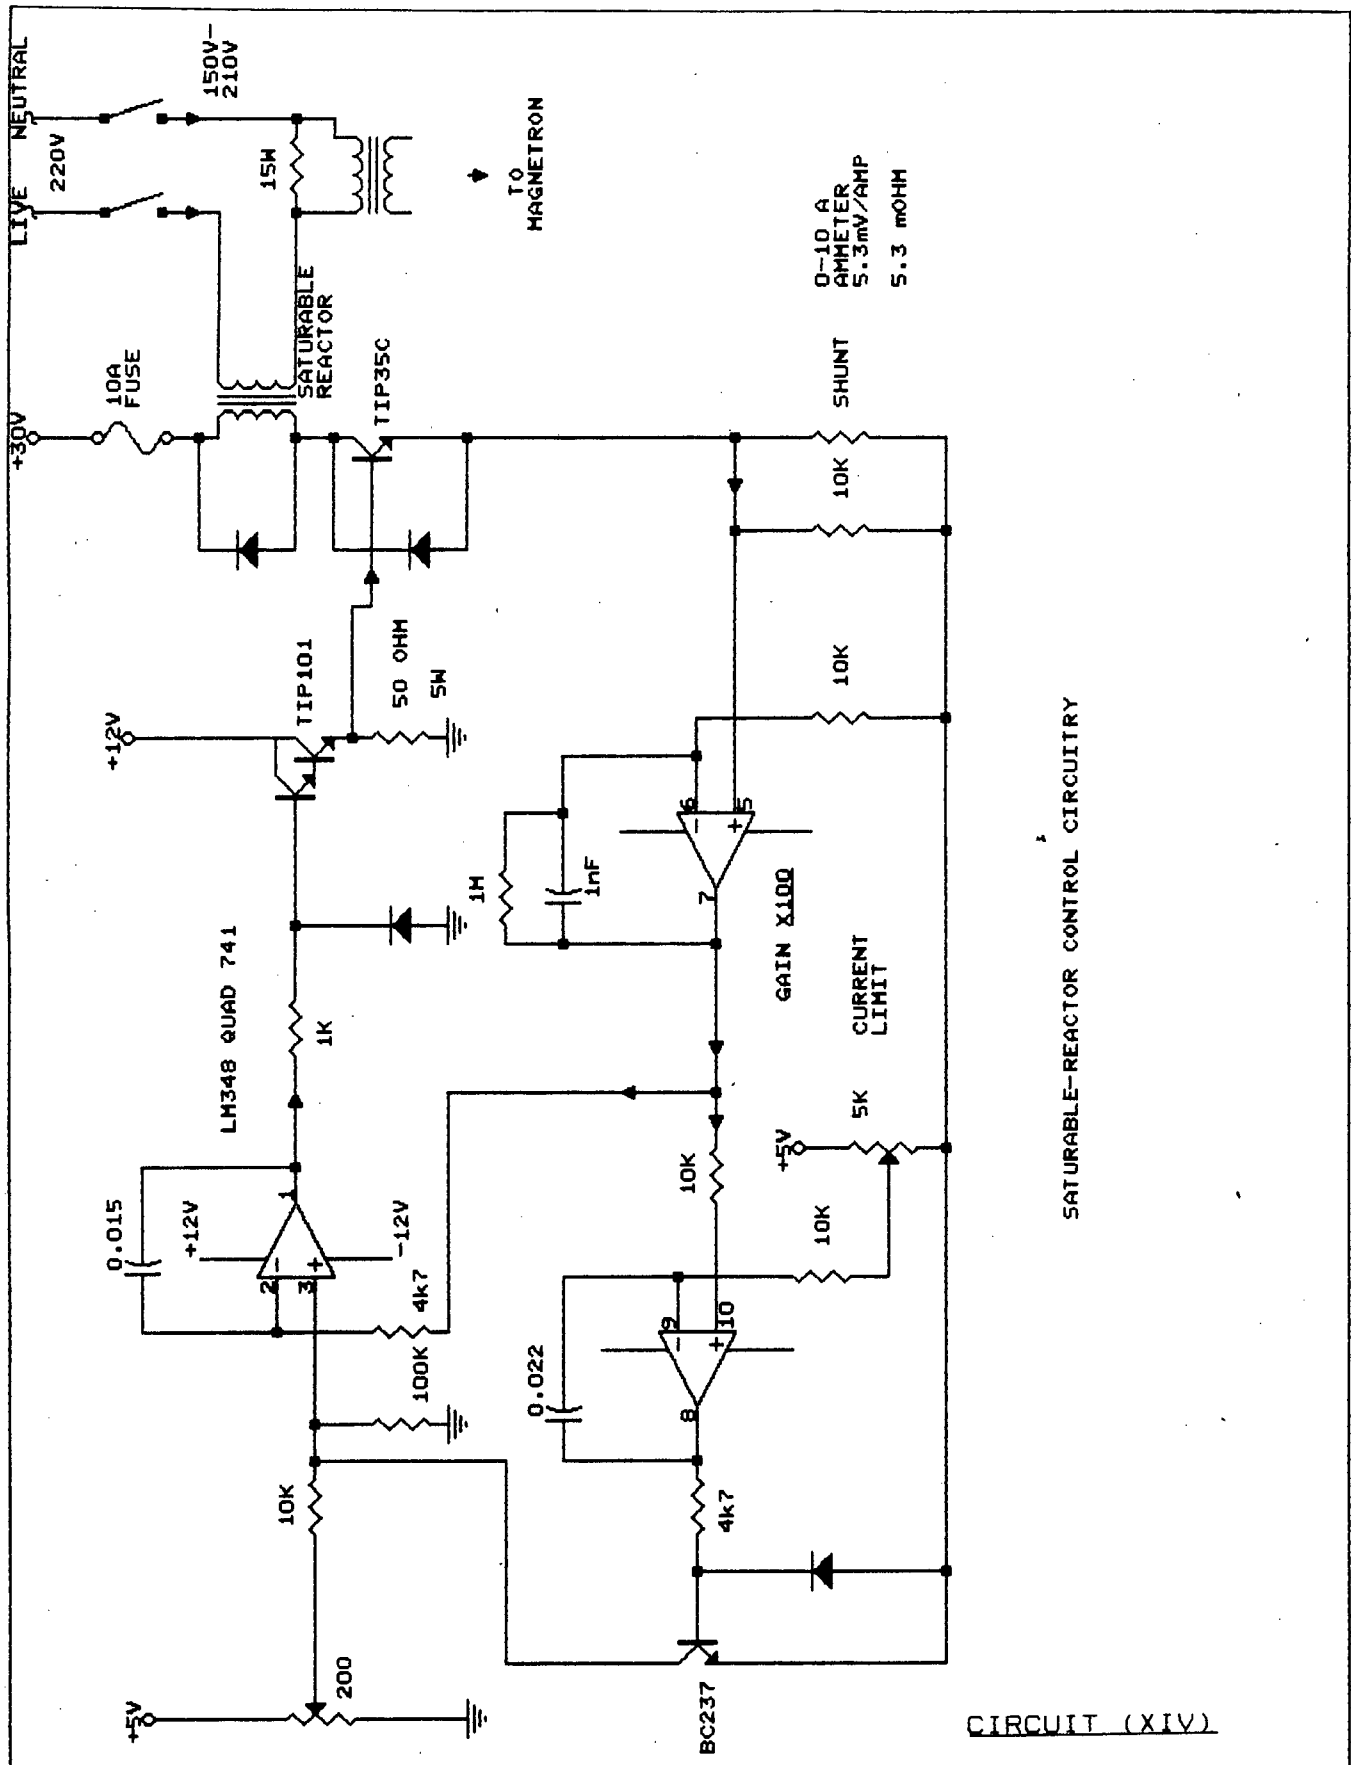 LIVE
NEUTRAL
220V
150V-
210V
15W
TO
MAGNETRON
+30V
10A
FUSE
SATURABLE
REACTOR
TIP35C
SHUNT
0-10 A
AMMETER
5.3mV/AMP
5.3 mOHM
10K
+12V
TIP101
50 OHM
5W
10K
LM348 QUAD 741
1K
1M
1nF
6
5
-
+
7
GAIN X100
0.015
+12V
-12V
1
2
3
-
+
4k7
100K
10K
CURRENT
LIMIT
+5V
5K
10K
10K
0.022
9
10
-
+
8
4k7
+5V
200
BC237
SATURABLE-REACTOR CONTROL CIRCUITRY
CIRCUIT (XIV)